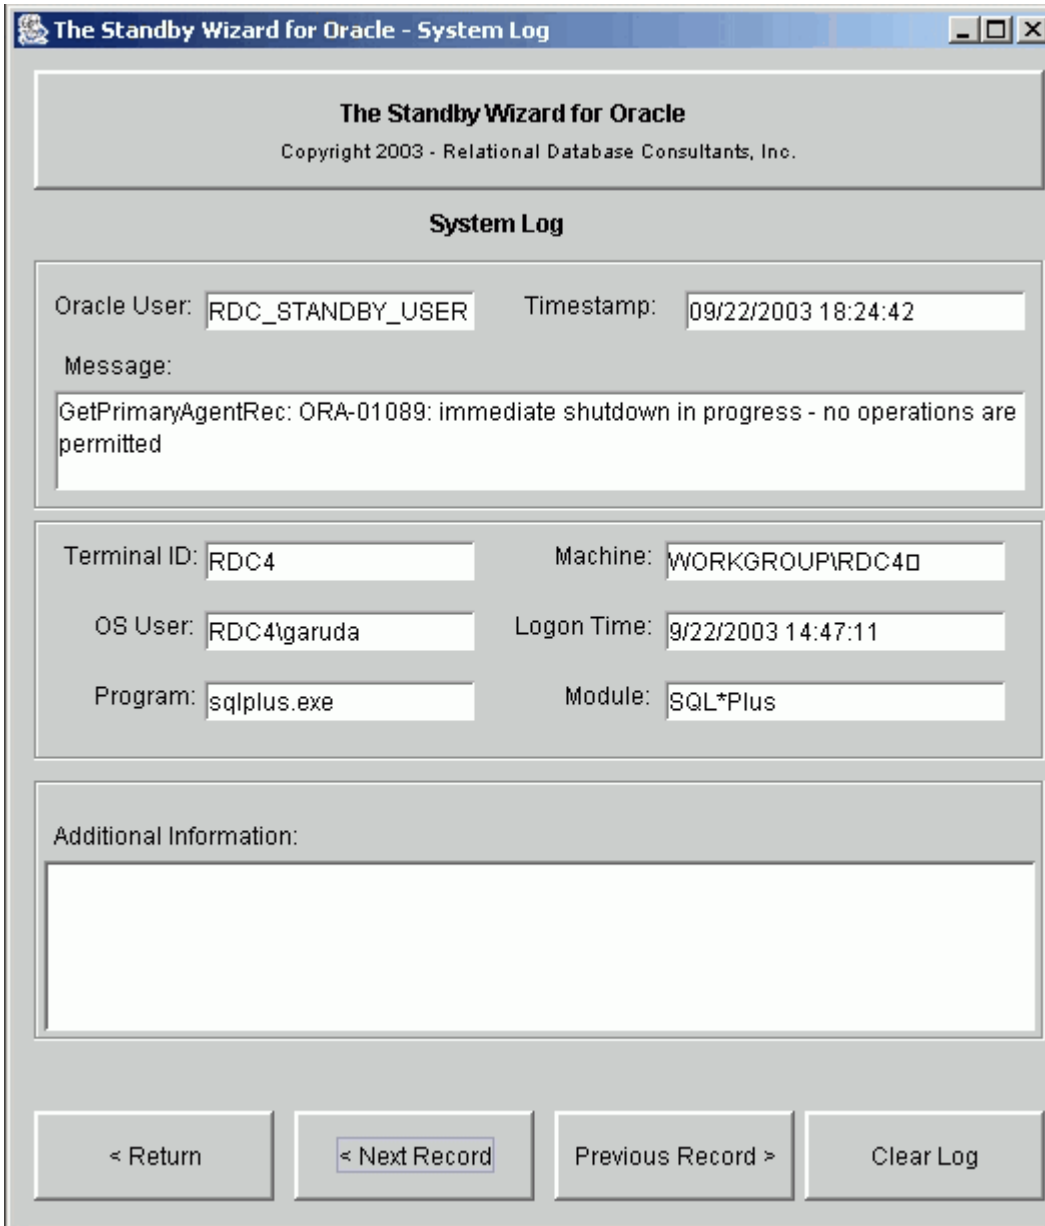 The Standby Wizard for Oracle - System Log
The Standby Wizard for Oracle
Copyright 2003 - Relational Database Consultants, Inc.
System Log
Oracle User: RDC_STANDBY_USER Timestamp: 09/22/2003 18:24:42
Message:
GetPrimaryAgentRec: ORA-01089: immediate shutdown in progress - no operations are
permitted
Terminal ID: RDC4 Machine: WORKGROUP\RDC4□
OS User: RDC4\garuda Logon Time: 9/22/2003 14:47:11
Program: sqlplus.exe Module: SQL*Plus
Additional Information:
< Return < Next Record Previous Record > Clear Log